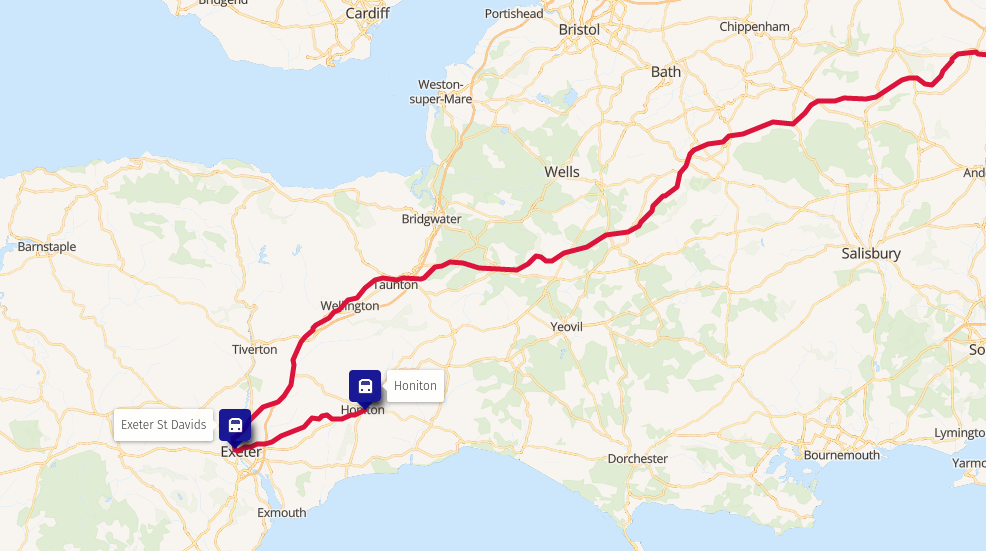 Bridgend
Cardiff
Portishead
Bristol
Chippenham
Bath
Weston-
super-Mare
Wells
And
Bridgwater
Barnstaple
Salisbury
Taunton
Wellington
Yeovil
Tiverton
So
Honiton
Honiton
Exeter St Davids
Exeter
Dorchester
Bournemouth
Lymington
Yarmo
Exmouth